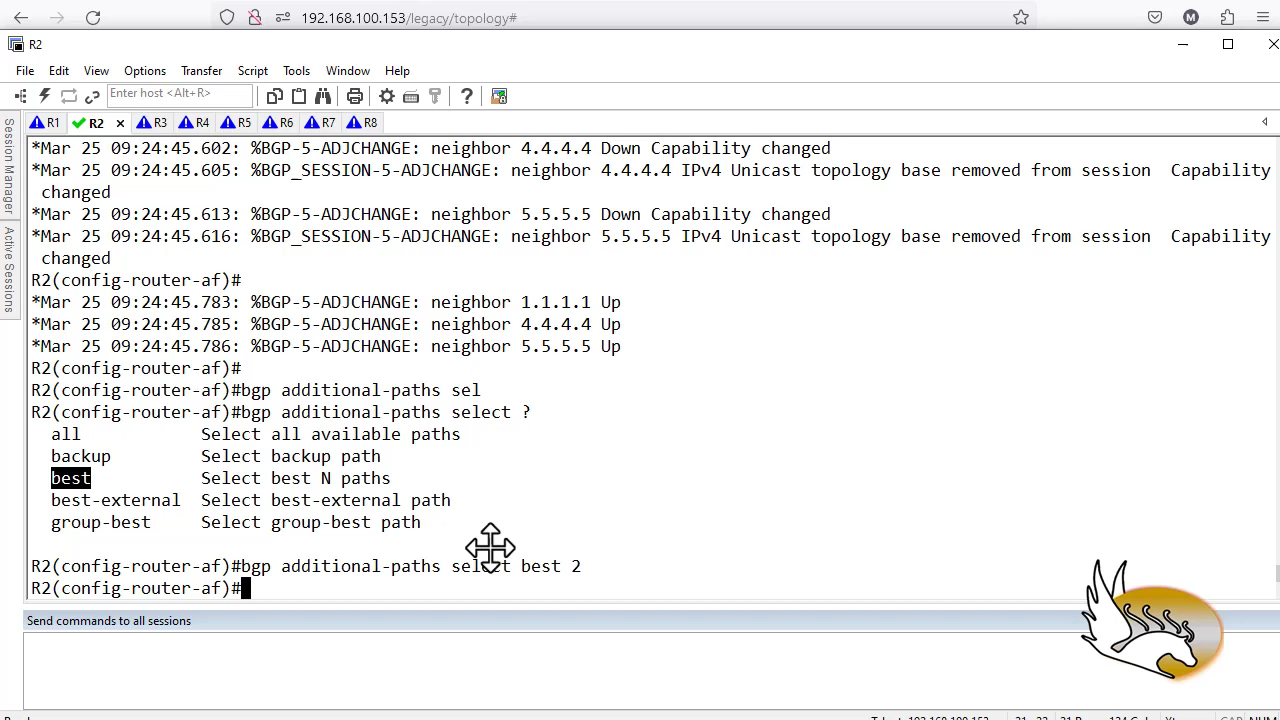 192.168.100.153/legacy/topology#
R2
File Edit View Options Transfer Script Tools Window Help
Enter host <Alt+R>
R1 R2 R3 R4 R5 R6 R7 R8
Session Manager
Active Sessions
*Mar 25 09:24:45.602: %BGP-5-ADJCHANGE: neighbor 4.4.4.4 Down Capability changed
*Mar 25 09:24:45.605: %BGP_SESSION-5-ADJCHANGE: neighbor 4.4.4.4 IPv4 Unicast topology base removed from session  Capability
changed
*Mar 25 09:24:45.613: %BGP-5-ADJCHANGE: neighbor 5.5.5.5 Down Capability changed
*Mar 25 09:24:45.616: %BGP_SESSION-5-ADJCHANGE: neighbor 5.5.5.5 IPv4 Unicast topology base removed from session  Capability
changed
R2(config-router-af)#
*Mar 25 09:24:45.783: %BGP-5-ADJCHANGE: neighbor 1.1.1.1 Up
*Mar 25 09:24:45.785: %BGP-5-ADJCHANGE: neighbor 4.4.4.4 Up
*Mar 25 09:24:45.786: %BGP-5-ADJCHANGE: neighbor 5.5.5.5 Up
R2(config-router-af)#
R2(config-router-af)#bgp additional-paths sel
R2(config-router-af)#bgp additional-paths select ?
all Select all available paths
backup Select backup path
best Select best N paths
best-external Select best-external path
group-best Select group-best path
R2(config-router-af)#bgp additional-paths select best 2
R2(config-router-af)#
Send commands to all sessions